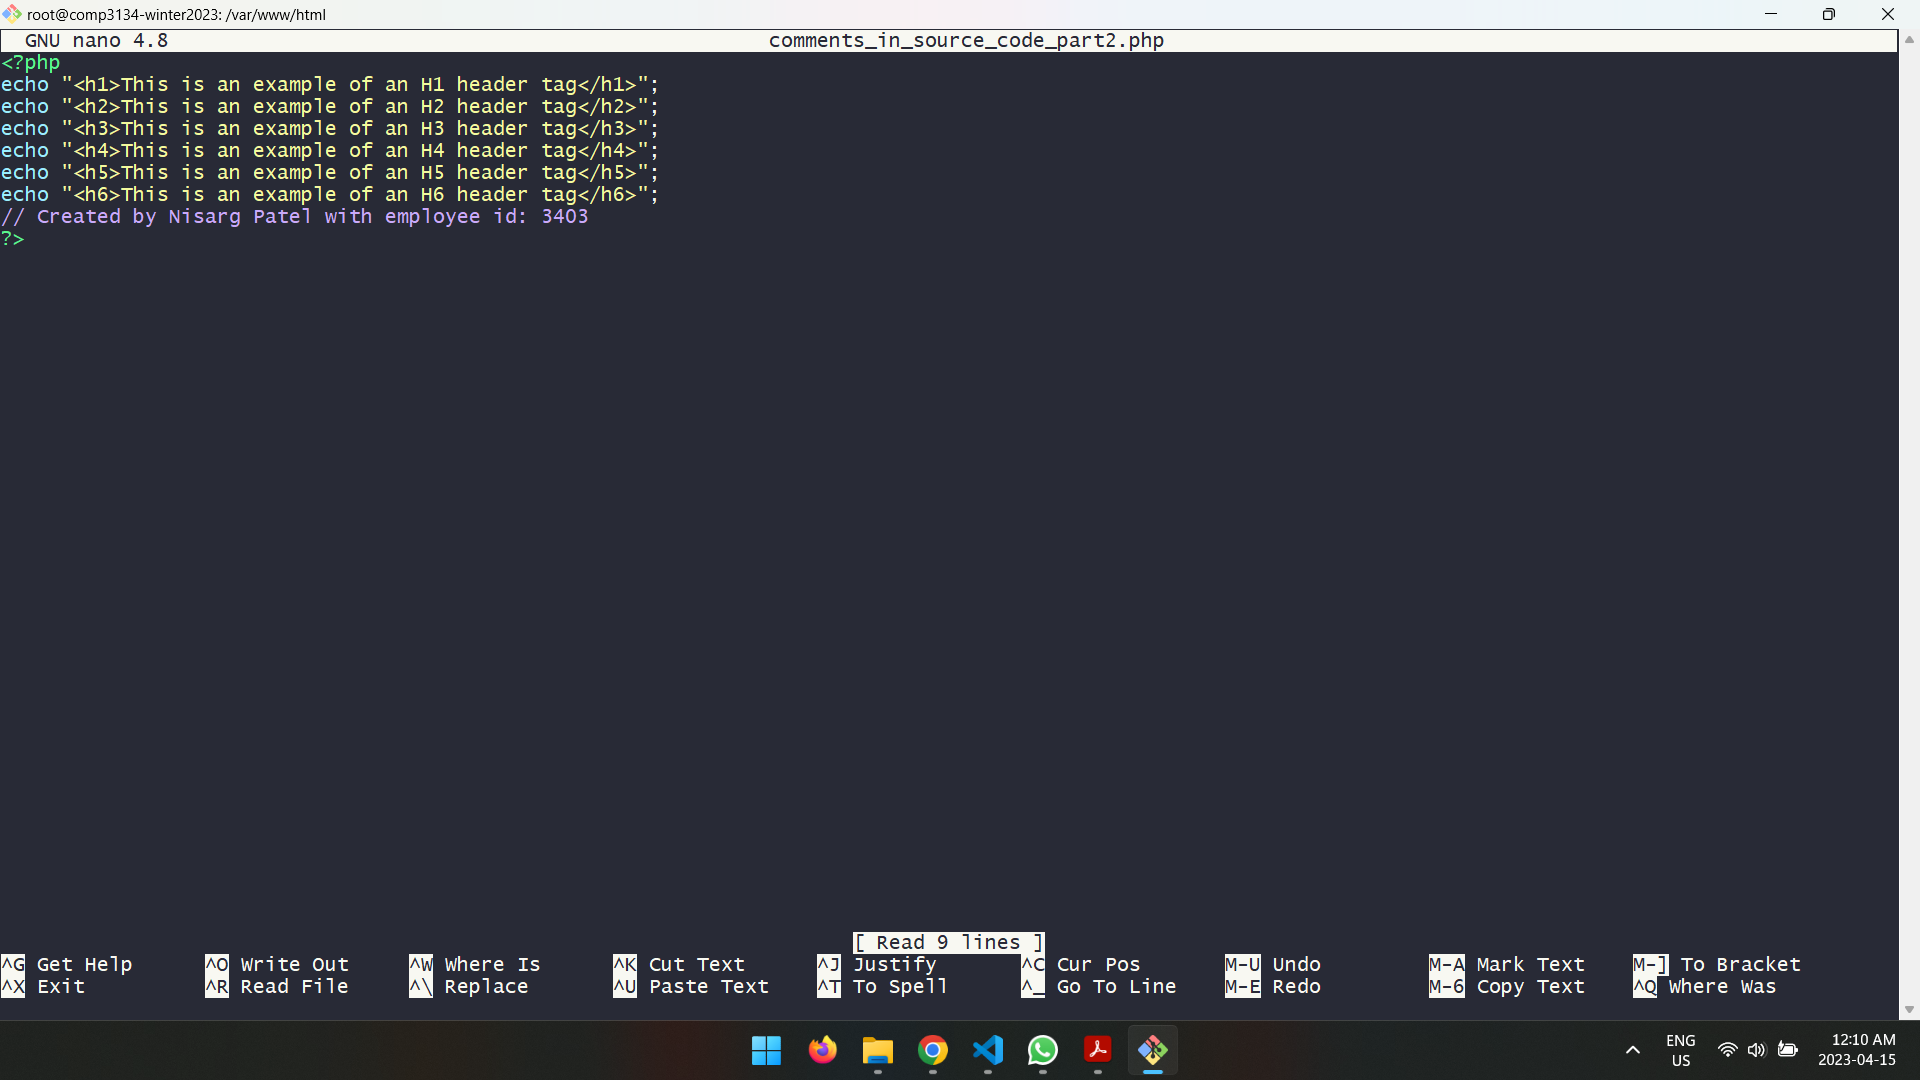 root@comp3134-winter2023: /var/www/html
GNU nano 4.8 comments_in_source_code_part2.php
<?php
echo "<h1>This is an example of an H1 header tag</h1>";
echo "<h2>This is an example of an H2 header tag</h2>";
echo "<h3>This is an example of an H3 header tag</h3>";
echo "<h4>This is an example of an H4 header tag</h4>";
echo "<h5>This is an example of an H5 header tag</h5>";
echo "<h6>This is an example of an H6 header tag</h6>";
// Created by Nisarg Patel with employee id: 3403
?>
[ Read 9 lines ]
^G Get Help ^O Write Out ^W Where Is ^K Cut Text ^J Justify ^C Cur Pos M-U Undo M-A Mark Text M-] To Bracket
^X Exit ^R Read File ^\ Replace ^U Paste Text ^T To Spell ^_ Go To Line M-E Redo M-6 Copy Text ^Q Where Was
ENG 12:10 AM
US 2023-04-15